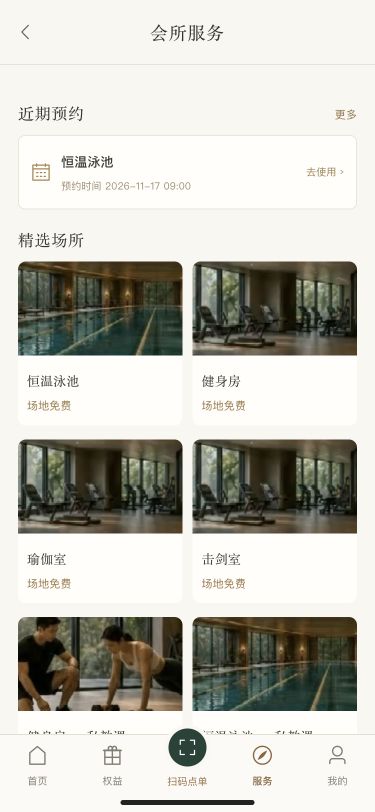 会所服务
近期预约
更多
恒温泳池
预约时间 2026-11-17 09:00
去使用 ›
精选场所
恒温泳池
健身房
场地免费
场地免费
瑜伽室
击剑室
场地免费
场地免费
首页
权益
扫码点单
服务
我的